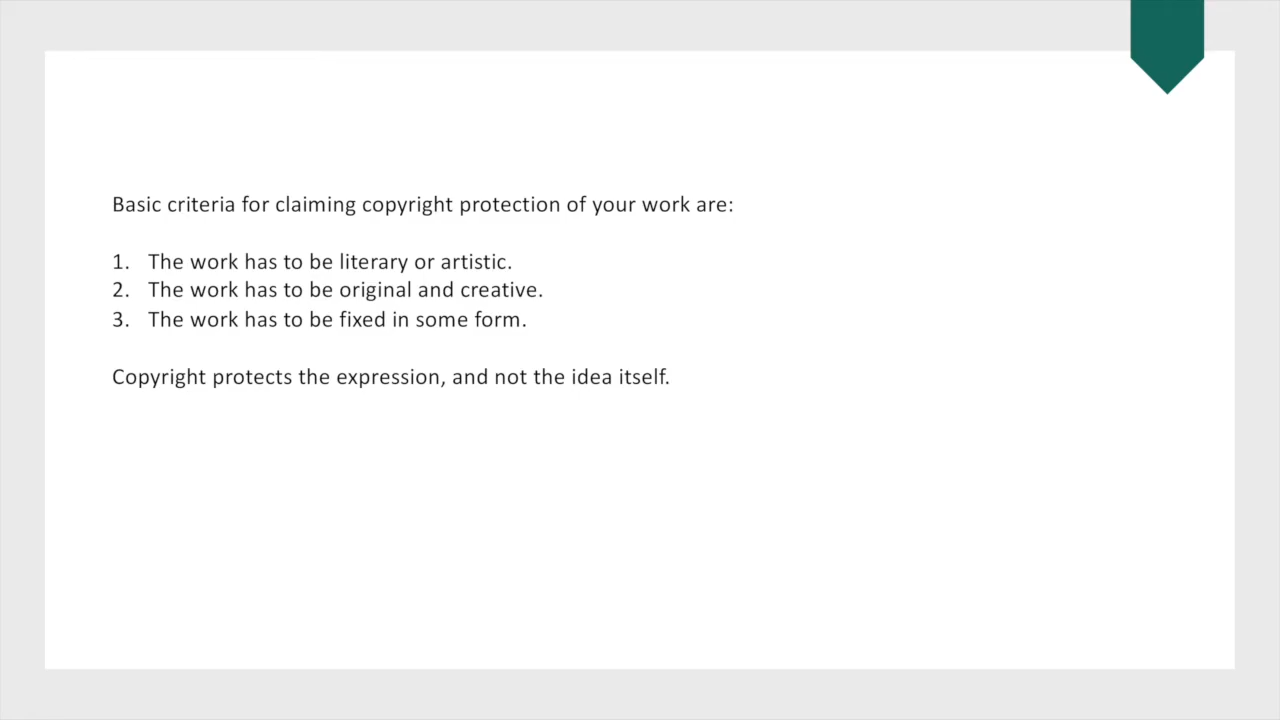 Basic criteria for claiming copyright protection of your work are:
1. The work has to be literary or artistic.
2. The work has to be original and creative.
3. The work has to be fixed in some form.
Copyright protects the expression, and not the idea itself.